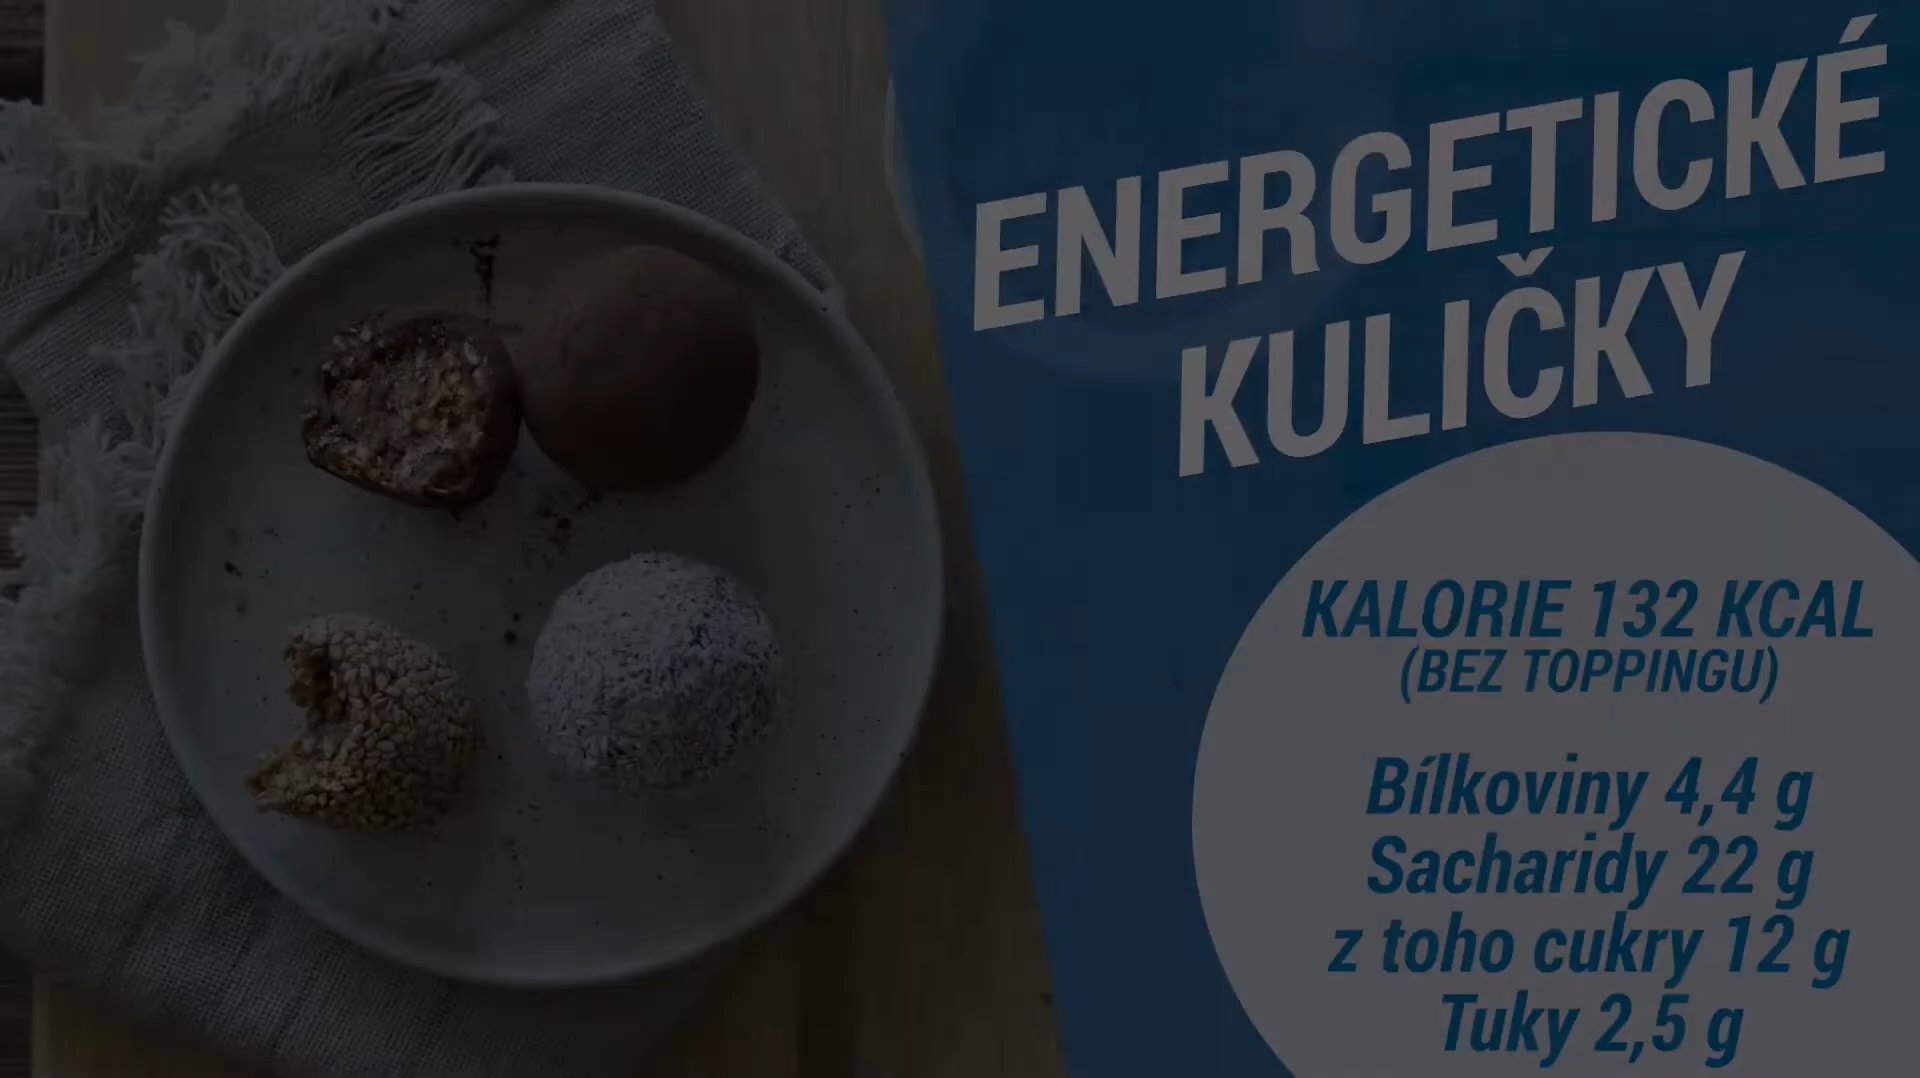 ENERGETICKÉ
KULIČKY
KALORIE 132 KCAL
(BEZ TOPPINGU)
Bílkoviny 4,4 g
Sacharidy 22 g
z toho cukry 12 g
Tuky 2,5 g